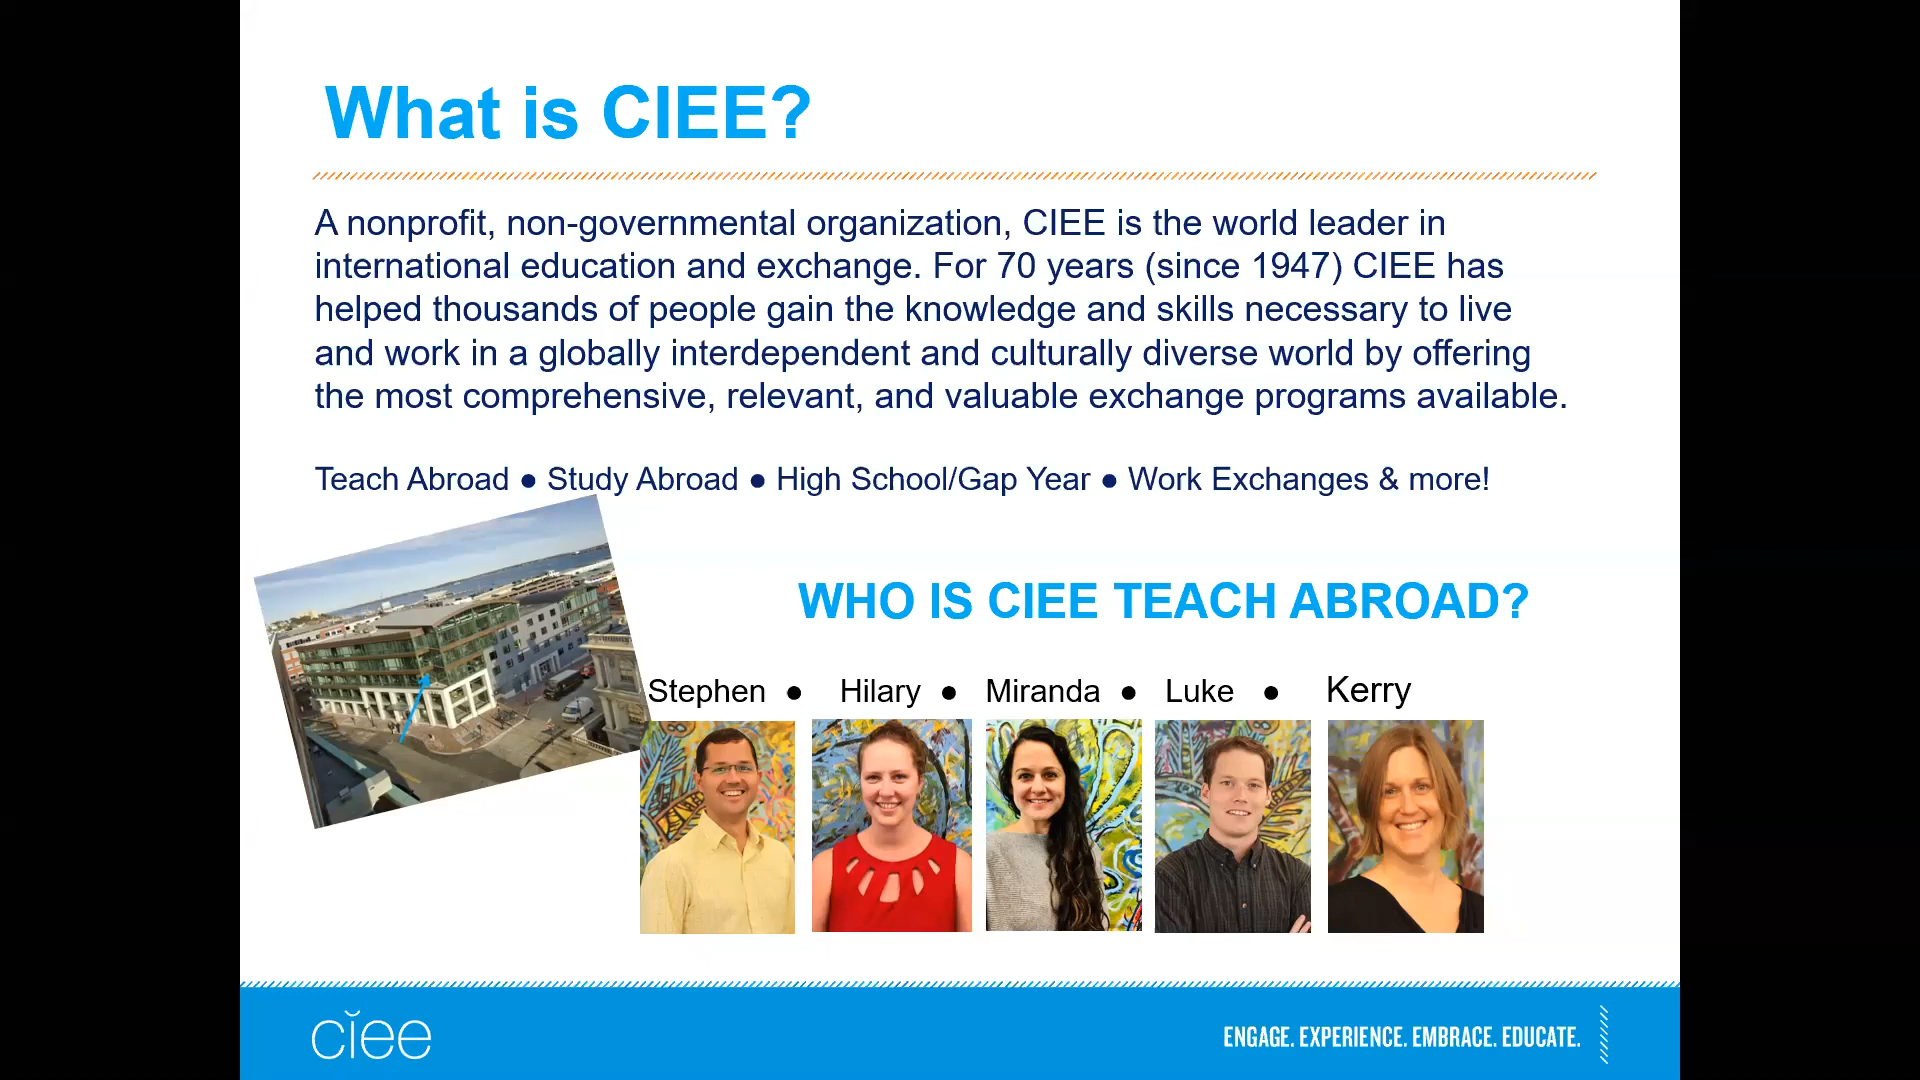 What is CIEE?
A nonprofit, non-governmental organization, CIEE is the world leader in
international education and exchange. For 70 years (since 1947) CIEE has
helped thousands of people gain the knowledge and skills necessary to live
and work in a globally interdependent and culturally diverse world by offering
the most comprehensive, relevant, and valuable exchange programs available.
Teach Abroad ● Study Abroad ● High School/Gap Year ● Work Exchanges & more!
WHO IS CIEE TEACH ABROAD?
Stephen ● Hilary ● Miranda ● Luke ● Kerry
ciee
ENGAGE. EXPERIENCE. EMBRACE. EDUCATE.